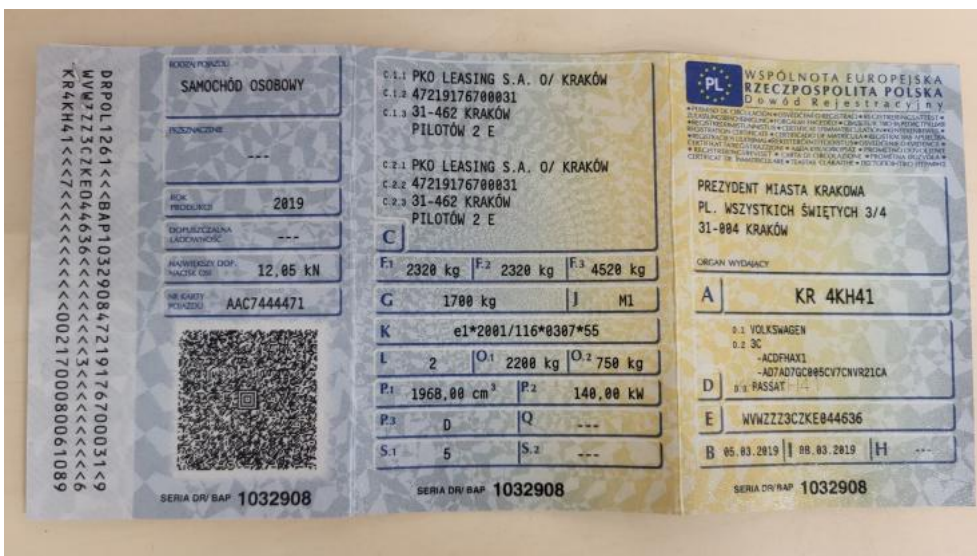 DRPOL1261<<<BAP1032908472191767000​31<9
WVWZZZ3CZKE044636<<<<<<3<<<<<<<6
KR4KH41<<<7<<<<<<<<002170008006​1089
RODZAJ POJAZDU
SAMOCHÓD OSOBOWY
PRZEZNACZENIE
---
ROK PRODUKCJI
2019
DOPUSZCZALNA ŁADOWNOŚĆ
---
NAJWIĘKSZY DOP. NACISK OSI
12,05 kN
NR KARTY POJAZDU
AAC7444471
SERIA DR/ BAP 1032908
C.1.1 PKO LEASING S.A. O/ KRAKÓW
C.1.2 47219176700031
C.1.3 31-462 KRAKÓW
PILOTÓW 2 E
C.2.1 PKO LEASING S.A. O/ KRAKÓW
C.2.2 47219176700031
C.2.3 31-462 KRAKÓW
PILOTÓW 2 E
C
F.1 2320 kg F.2 2320 kg F.3 4520 kg
G 1700 kg J M1
K e1*2001/116*0307*55
L 2 O.1 2200 kg O.2 750 kg
P.1 1968,00 cm³ P.2 140,00 kW
P.3 D Q ---
S.1 5 S.2 ---
SERIA DR/ BAP 1032908
PL
WSPÓLNOTA EUROPEJSKA
RZECZPOSPOLITA POLSKA
Dowód Rejestracyjny
PREZYDENT MIASTA KRAKOWA
PL. WSZYSTKICH ŚWIĘTYCH 3/4
31-004 KRAKÓW
ORGAN WYDAJĄCY
A KR 4KH41
D.1 VOLKSWAGEN
D.2 3C
-ACDFHAX1
-AD7AD7GC005CV7CNVR21CA
D D.3 PASSAT
E WVWZZZ3CZKE044636
B 05.03.2019 I 08.03.2019 H ---
SERIA DR/ BAP 1032908